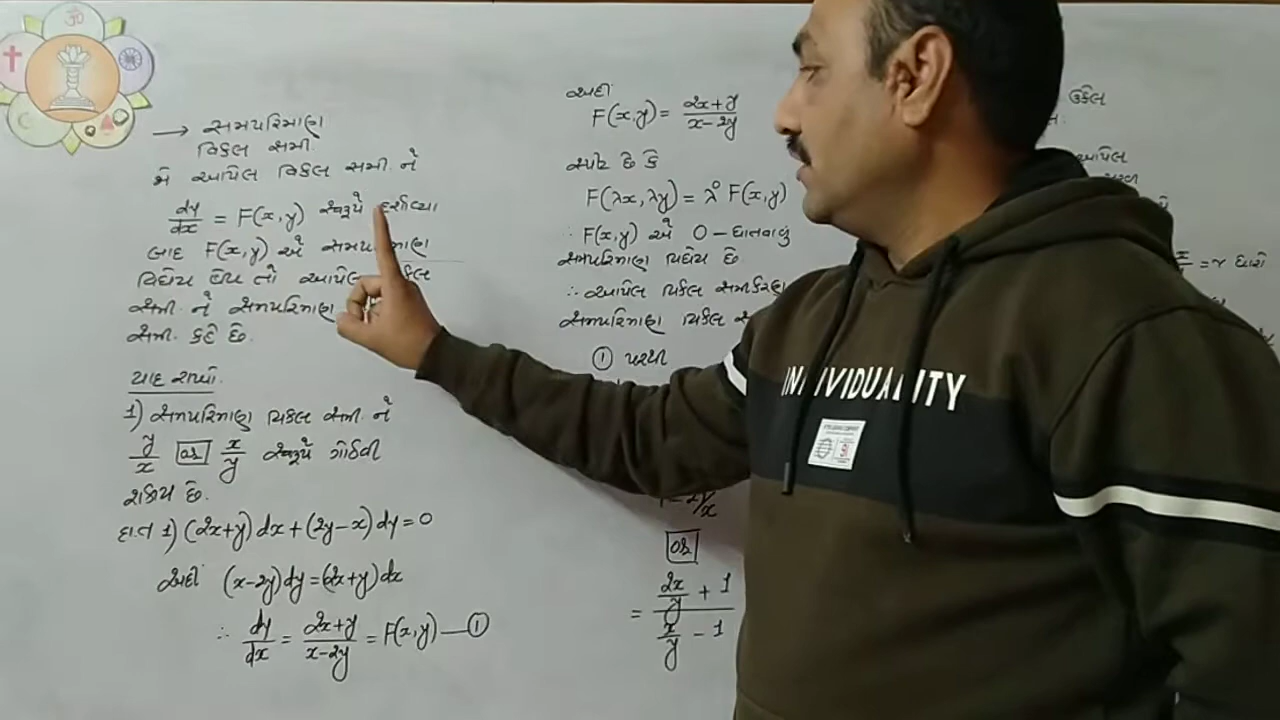 → સમપરિમાણ
વિકલ સમી.
જો આપેલ વિકલ સમી ને
dy/dx = F(x,y) સ્વરૂપે દર્શાવ્યા
બાદ F(x,y) એ
વિધેય હોય તો આપેલ
સમી ને સમપરિમાણ
સમી. કહે છે.
યાદ રાખો.
1) સમપરિમાણ વિકલ સમી ને
y/x or x/y સ્વરૂપે ગોઠવી
શકાય છે.
દા.ત 1) (2x+y) dx + (2y-x) dy = 0
અહીં (x-2y) dy = (2x+y) dx
∴ dy/dx = 2x+y/x-2y = F(x,y) — ①
અહીં
F(x,y) = 2x+y/x-2y
સ્પષ્ટ છે કે
F(λx, λy) = λ⁰ F(x,y)
∴ F(x,y) એ 0-ઘાતવાળું
સમપરિમાણ વિધેય છે.
∴ આપેલ વિકલ સમીકરણ
સમપરિમાણ વિકલ
① પરથી
or
= 2x/y + 1 / x/y - 1
ઉકેલ
આપેલ
= v ધારો
INDIVIDUALITY